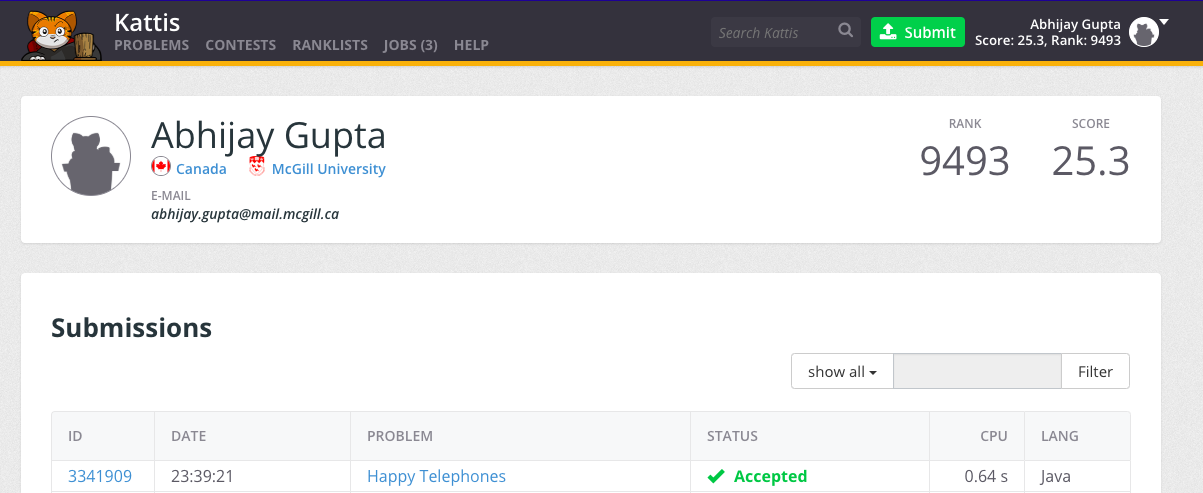 Kattis
PROBLEMS CONTESTS RANKLISTS JOBS (3) HELP
Search Kattis
Submit
Abhijay Gupta
Score: 25.3, Rank: 9493
Abhijay Gupta
Canada McGill University
E-MAIL
abhijay.gupta@mail.mcgill.ca
RANK SCORE
9493 25.3
Submissions
show all Filter
ID DATE PROBLEM STATUS CPU LANG
3341909 23:39:21 Happy Telephones Accepted 0.64 s Java